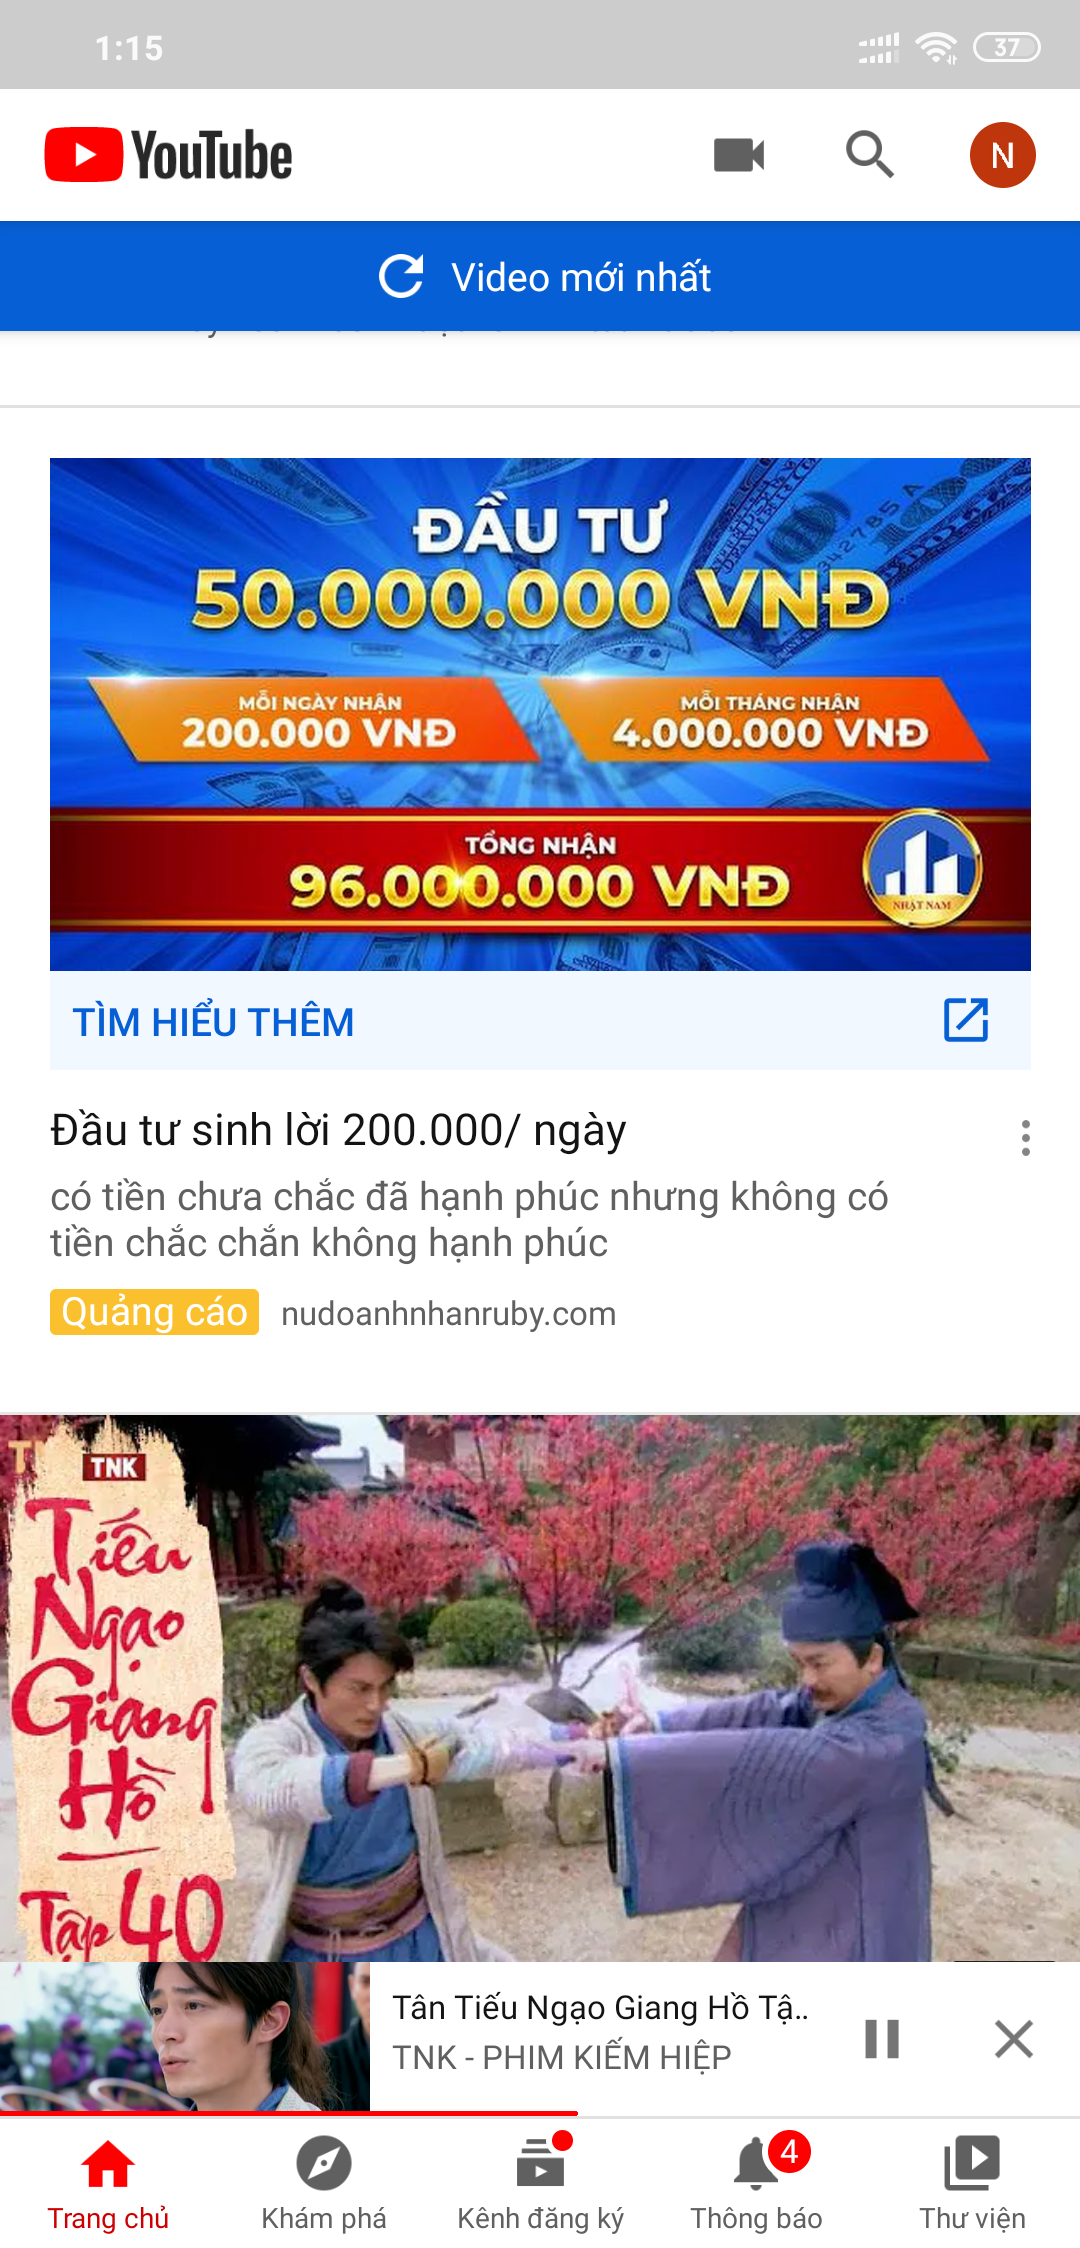 1:15
37
YouTube
N
Video mới nhất
ĐẦU TƯ
50.000.000 VNĐ
MỖI NGÀY NHẬN
200.000 VNĐ
MỖI THÁNG NHẬN
4.000.000 VNĐ
TỔNG NHẬN
96.000.000 VNĐ
NHẬT NAM
TÌM HIỂU THÊM
Đầu tư sinh lời 200.000/ ngày
có tiền chưa chắc đã hạnh phúc nhưng không có
tiền chắc chắn không hạnh phúc
Quảng cáo
nudoanhnhanruby.com
TNK
Tiếu
Ngạo
Giang
Hồ
Tập 40
Tân Tiếu Ngạo Giang Hồ Tậ..
TNK - PHIM KIẾM HIỆP
4
Trang chủ
Khám phá
Kênh đăng ký
Thông báo
Thư viện